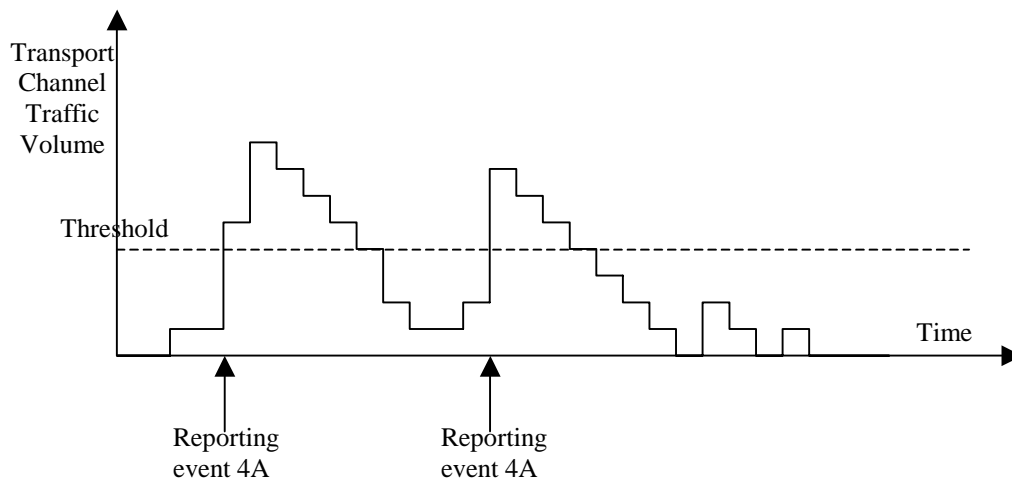 Transport
Channel
Traffic
Volume
Threshold
Time
Reporting
event 4A
Reporting
event 4A